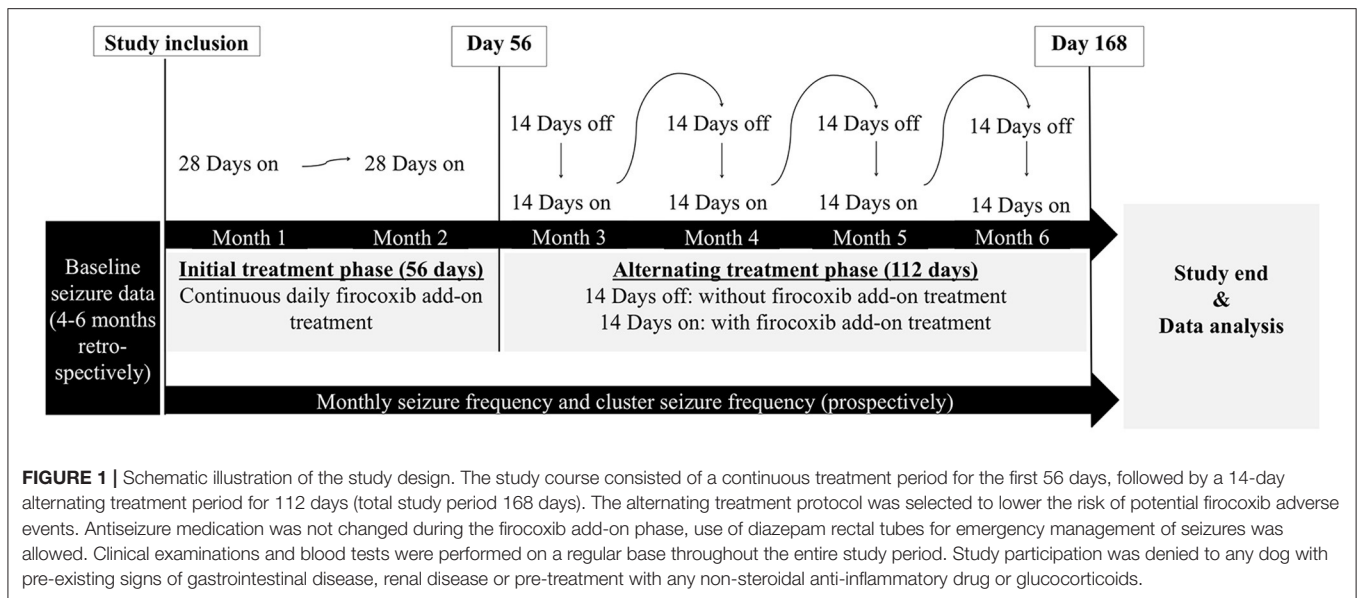 Study inclusion
Day 56
Day 168
28 Days on
28 Days on
14 Days off
14 Days off
14 Days off
14 Days off
14 Days on
14 Days on
14 Days on
14 Days on
Month 1
Month 2
Month 3
Month 4
Month 5
Month 6
Baseline
seizure data
(4-6 months
retro-
spectively)
Initial treatment phase (56 days)
Continuous daily firocoxib add-on
treatment
Alternating treatment phase (112 days)
14 Days off: without firocoxib add-on treatment
14 Days on: with firocoxib add-on treatment
Study end
&
Data analysis
Monthly seizure frequency and cluster seizure frequency (prospectively)
FIGURE 1 | Schematic illustration of the study design. The study course consisted of a continuous treatment period for the first 56 days, followed by a 14-day
alternating treatment period for 112 days (total study period 168 days). The alternating treatment protocol was selected to lower the risk of potential firocoxib adverse
events. Antiseizure medication was not changed during the firocoxib add-on phase, use of diazepam rectal tubes for emergency management of seizures was
allowed. Clinical examinations and blood tests were performed on a regular base throughout the entire study period. Study participation was denied to any dog with
pre-existing signs of gastrointestinal disease, renal disease or pre-treatment with any non-steroidal anti-inflammatory drug or glucocorticoids.